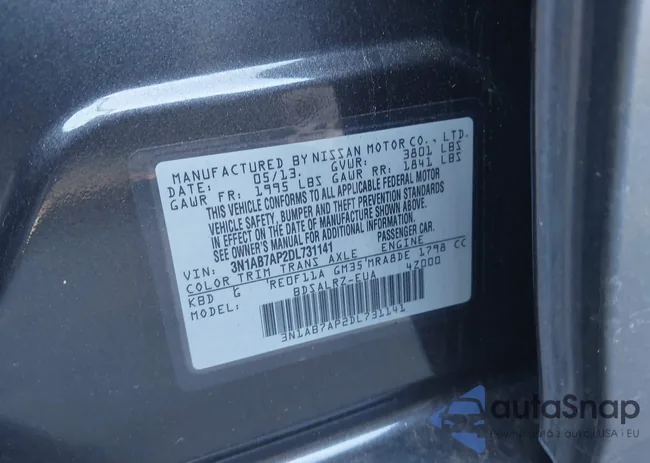 MANUFACTURED BY NISSAN MOTOR CO., LTD.
DATE: 05/13. GVWR: 3801 LBS
GAWR FR: 1995 LBS GAWR RR: 1841 LBS
THIS VEHICLE CONFORMS TO ALL APPLICABLE FEDERAL MOTOR
VEHICLE SAFETY, BUMPER AND THEFT PREVENTION STANDARDS
IN EFFECT ON THE DATE OF MANUFACTURE SHOWN ABOVE.
SEE OWNER'S MANUAL FOR ADDITIONAL INFORMATION.
VIN: 3N1AB7AP2DL731141 PASSENGER CAR.
COLOR TRIM TRANS AXLE ENGINE
KBD G RE0F11A GM35 MRA8DE 1798 CC
MODEL: BDSALRZ-EUA 42000
3N1AB7AP2DL731141
autaSnap
USA i EU